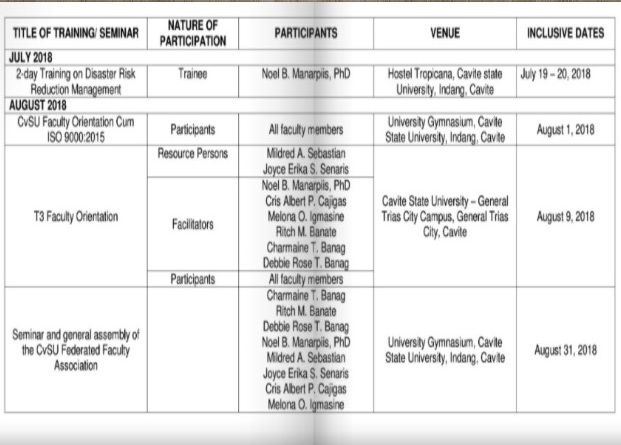 TITLE OF TRAINING/ SEMINAR
NATURE OF PARTICIPATION
PARTICIPANTS
VENUE
INCLUSIVE DATES
JULY 2018
2-day Training on Disaster Risk
Reduction Management
Trainee
Noel B. Manarpiis, PhD
Hostel Tropicana, Cavite state
University, Indang, Cavite
July 19 – 20, 2018
AUGUST 2018
CvSU Faculty Orientation Cum
ISO 9000:2015
Participants
All faculty members
University Gymnasium, Cavite
State University, Indang, Cavite
August 1, 2018
T3 Faculty Orientation
Resource Persons
Mildred A. Sebastian
Joyce Erika S. Senaris
Facilitators
Noel B. Manarpiis, PhD
Cris Albert P. Cajigas
Melona O. Igmasine
Ritch M. Banate
Charmaine T. Banag
Debbie Rose T. Banag
Participants
All faculty members
Cavite State University – General
Trias City Campus, General Trias
City, Cavite
August 9, 2018
Seminar and general assembly of
the CvSU Federated Faculty
Association
Charmaine T. Banag
Ritch M. Banate
Debbie Rose T. Banag
Noel B. Manarpiis, PhD
Mildred A. Sebastian
Joyce Erika S. Senaris
Cris Albert P. Cajigas
Melona O. Igmasine
University Gymnasium, Cavite
State University, Indang, Cavite
August 31, 2018